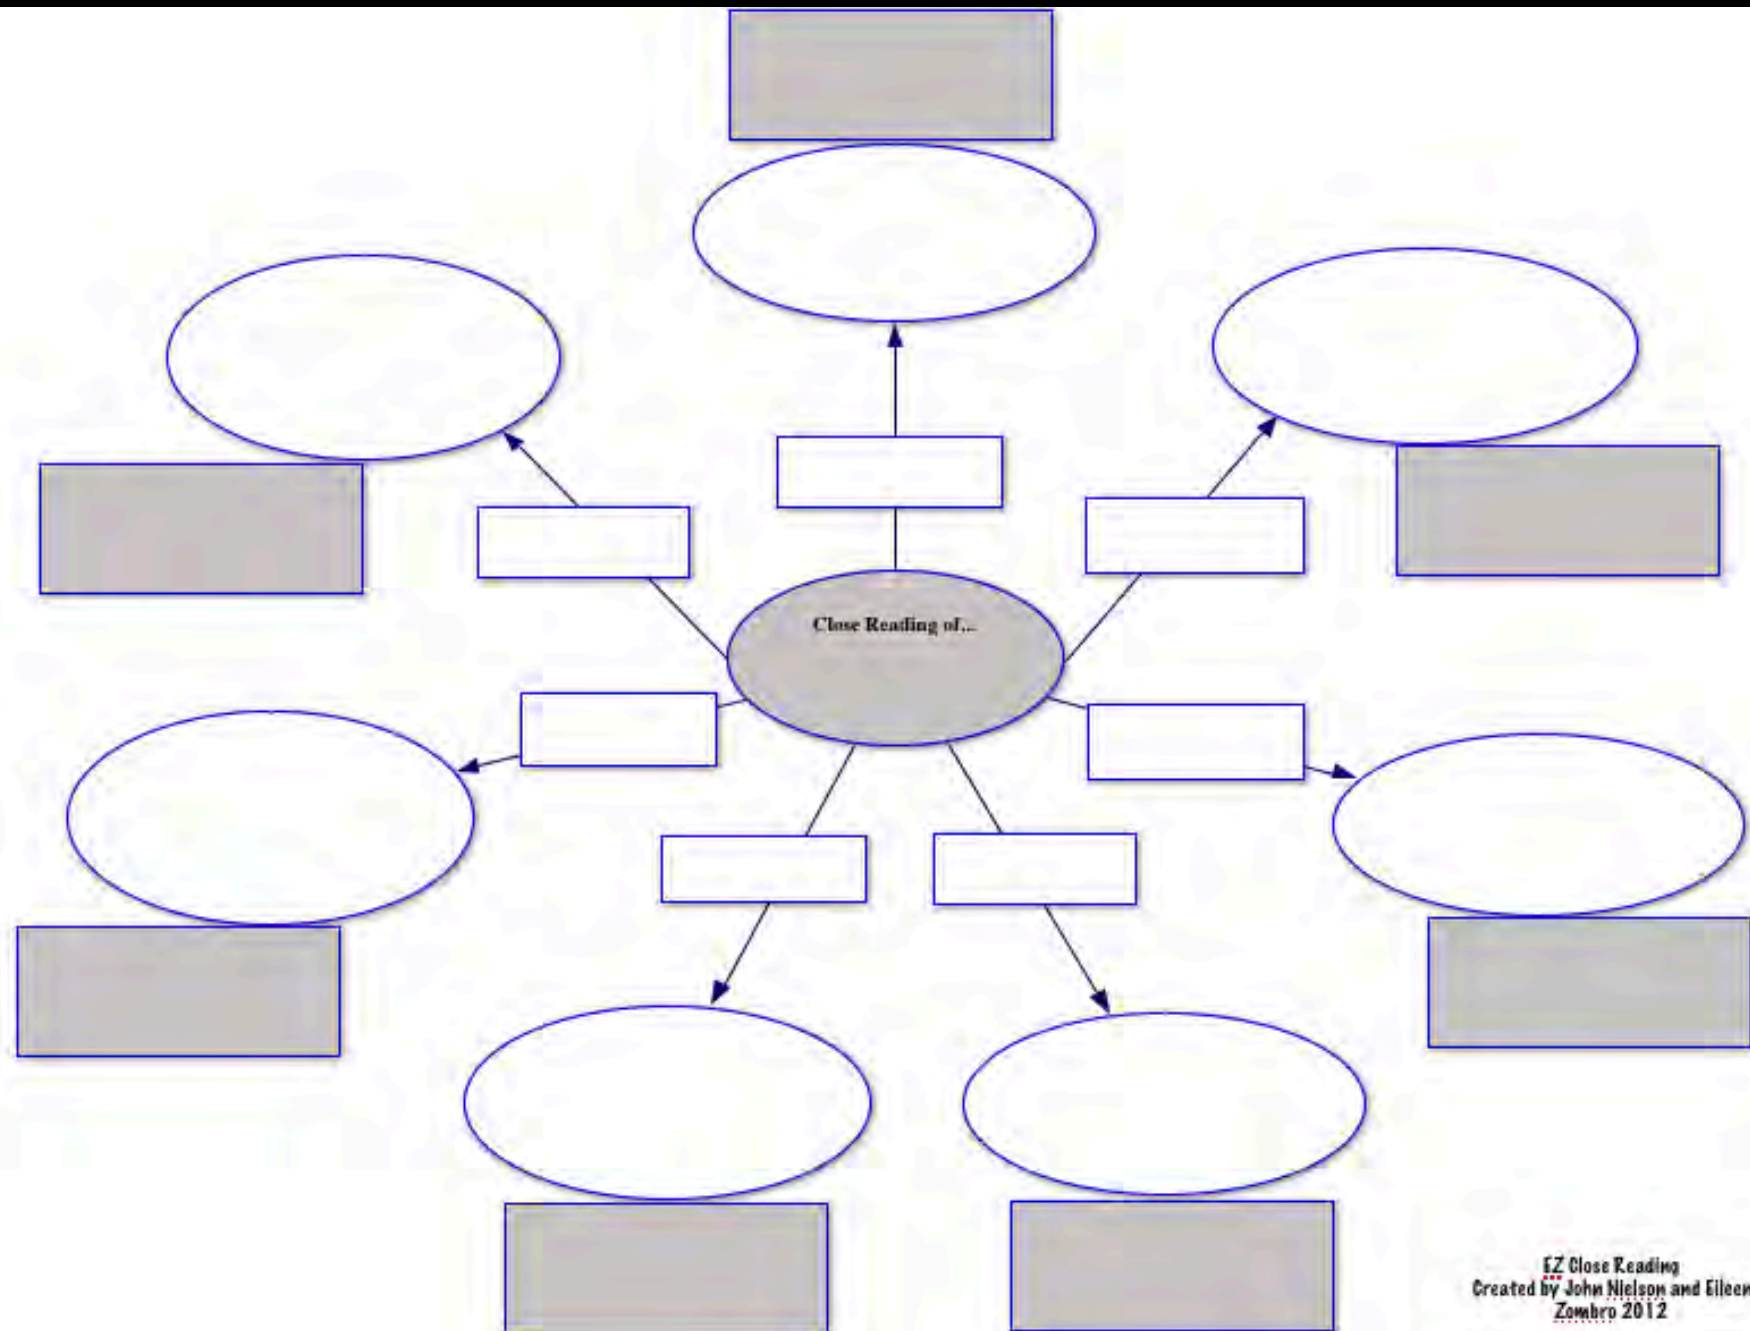 Close Reading of...
EZ Close Reading
Created by John Nielson and Eileen
Zombro 2012